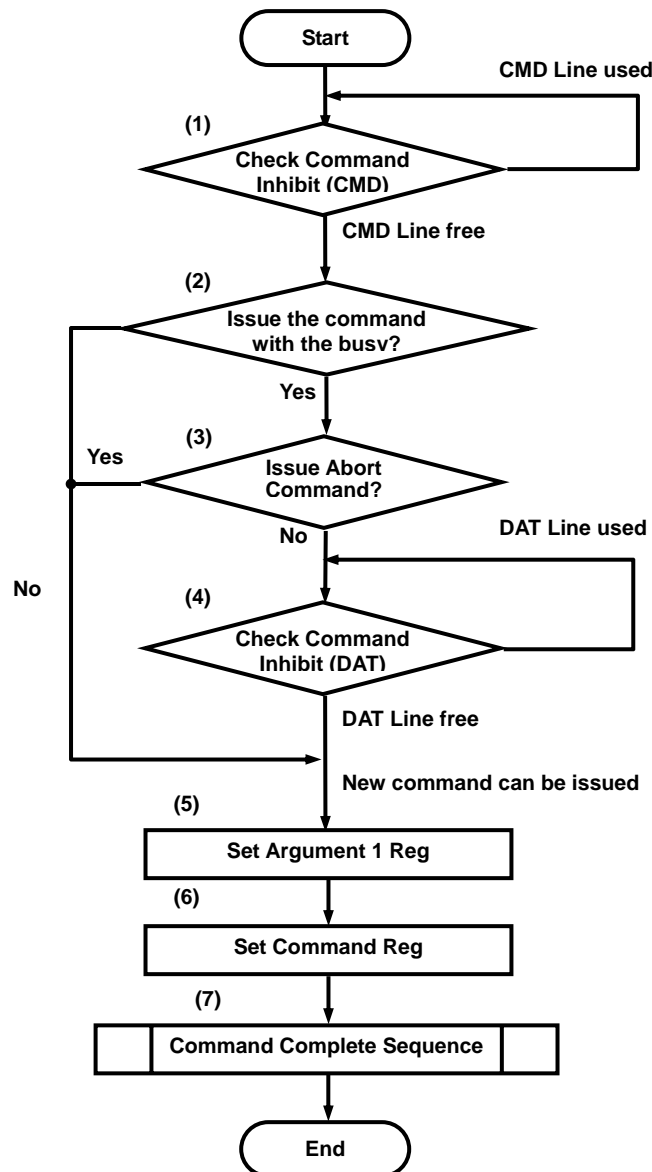 Start
CMD Line used
(1)
Check Command
Inhibit (CMD)
CMD Line free
(2)
Issue the command
with the busy?
Yes
(3)
Yes
Issue Abort
Command?
No
DAT Line used
No
(4)
Check Command
Inhibit (DAT)
DAT Line free
New command can be issued
(5)
Set Argument 1 Reg
(6)
Set Command Reg
(7)
Command Complete Sequence
End